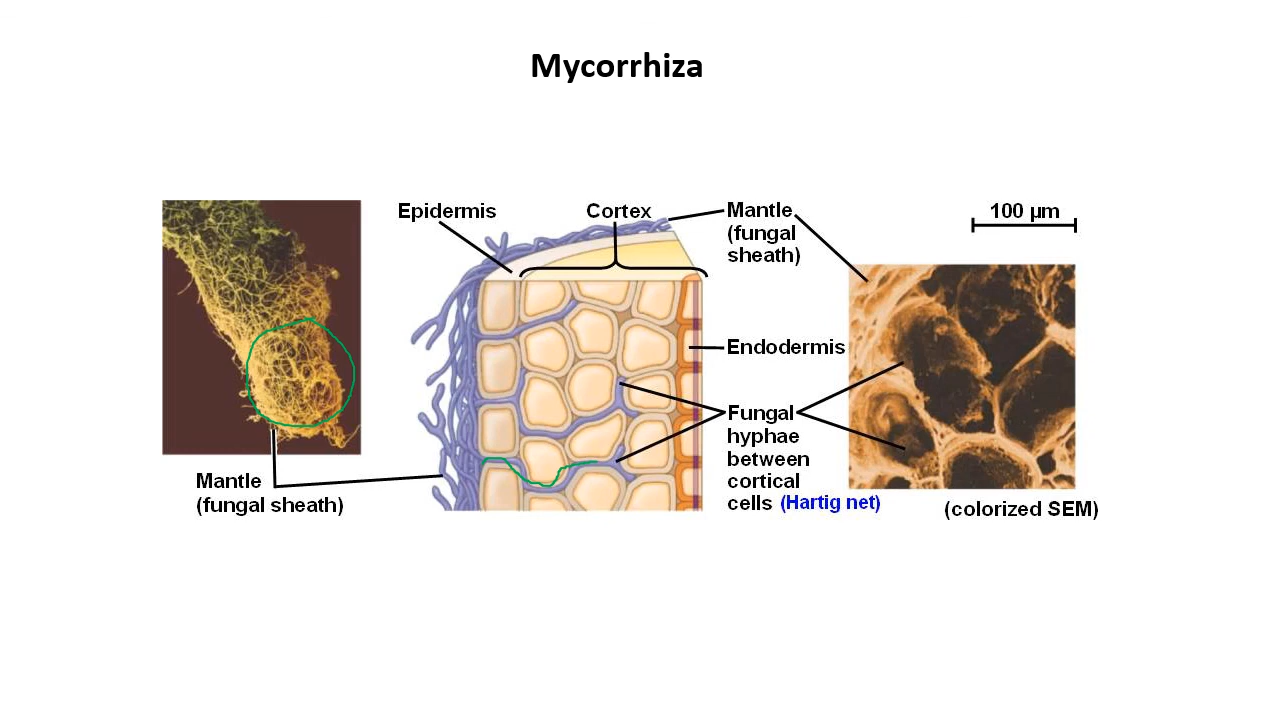 Mycorrhiza
Epidermis
Cortex
Mantle
(fungal
sheath)
100 µm
Endodermis
Fungal
hyphae
between
cortical
cells (Hartig net)
Mantle
(fungal sheath)
(colorized SEM)